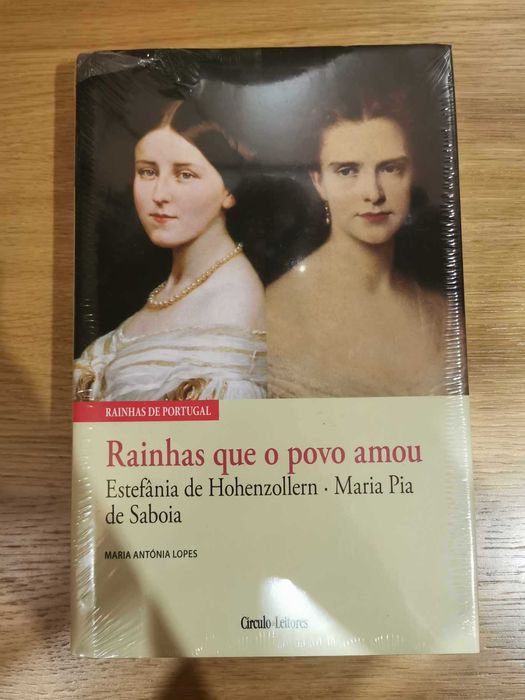 RAINHAS DE PORTUGAL
Rainhas que o povo amou
Estefânia de Hohenzollern · Maria Pia
de Saboia
MARIA ANTÓNIA LOPES
Círculo de Leitores